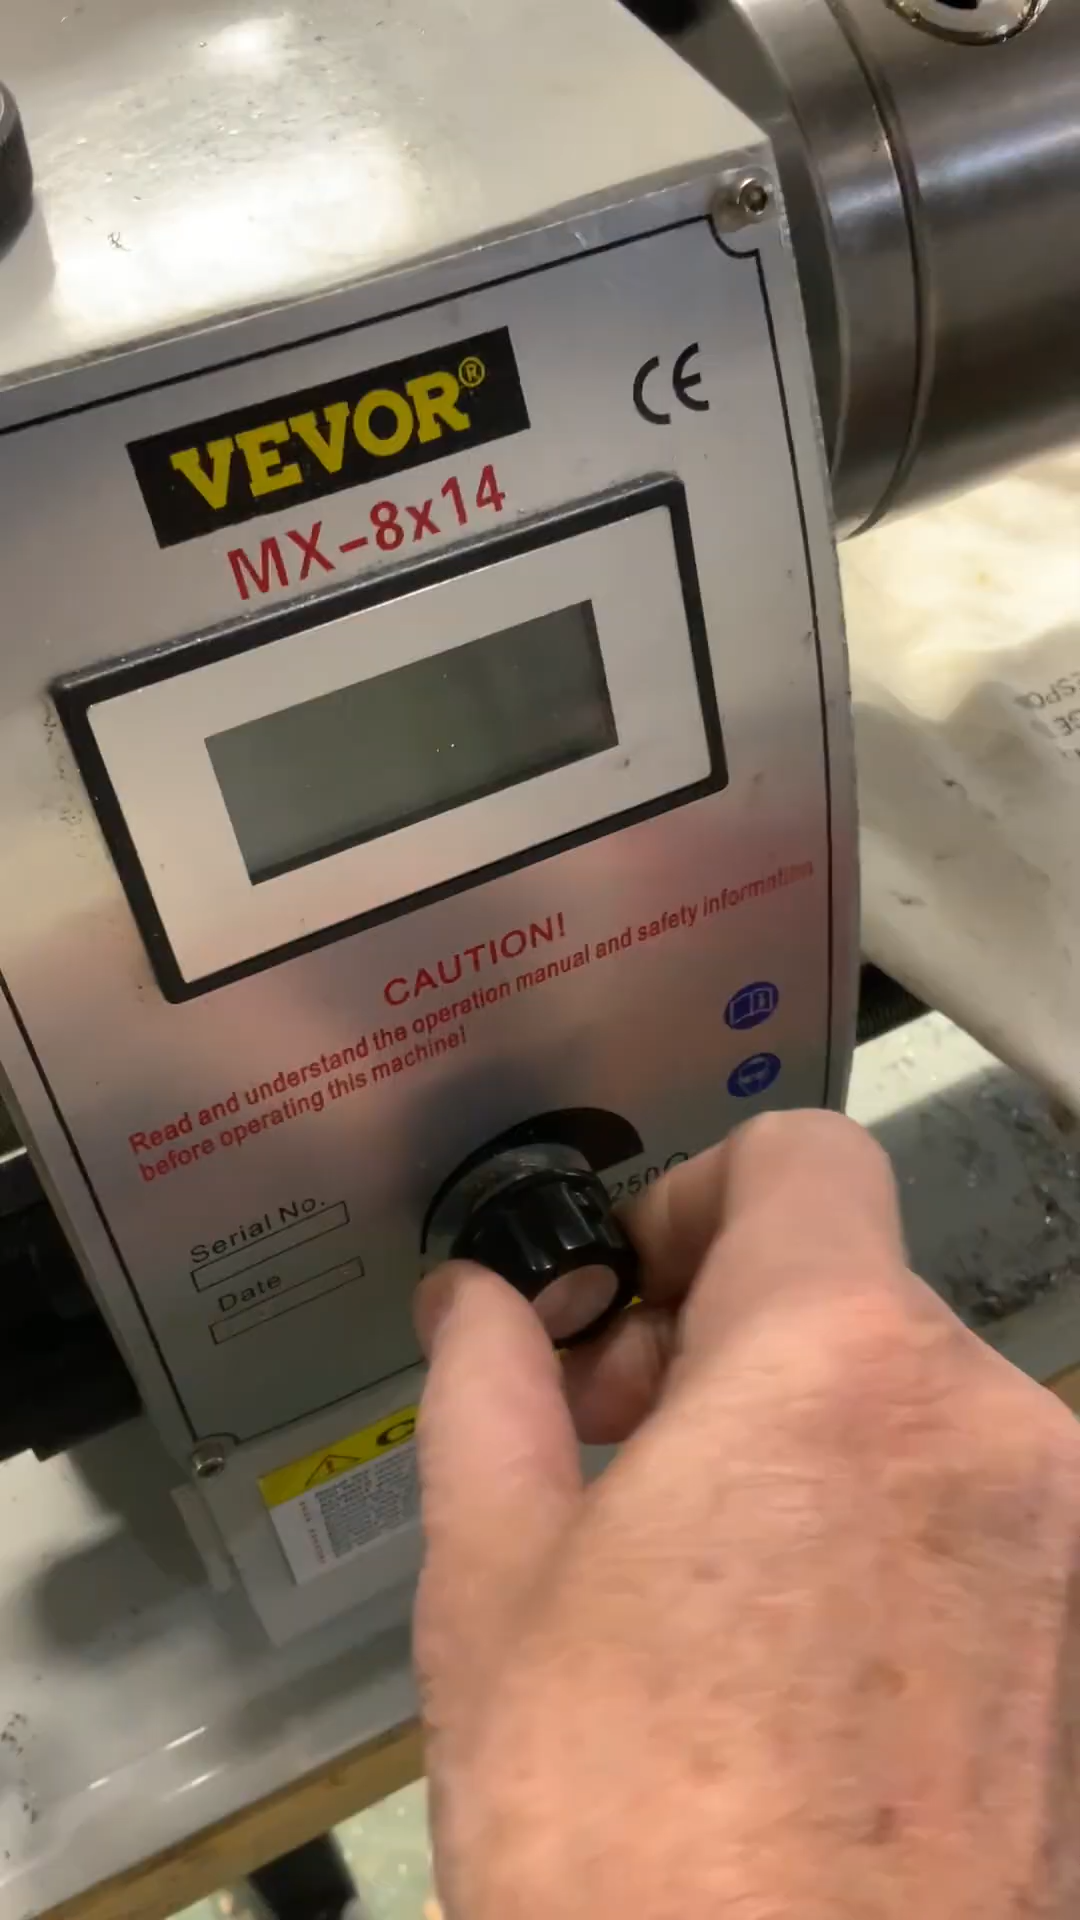 VEVOR®
CE
MX-8x14
CAUTION!
Read and understand the operation manual and safety information
before operating this machine!
2500
Serial No.
Date